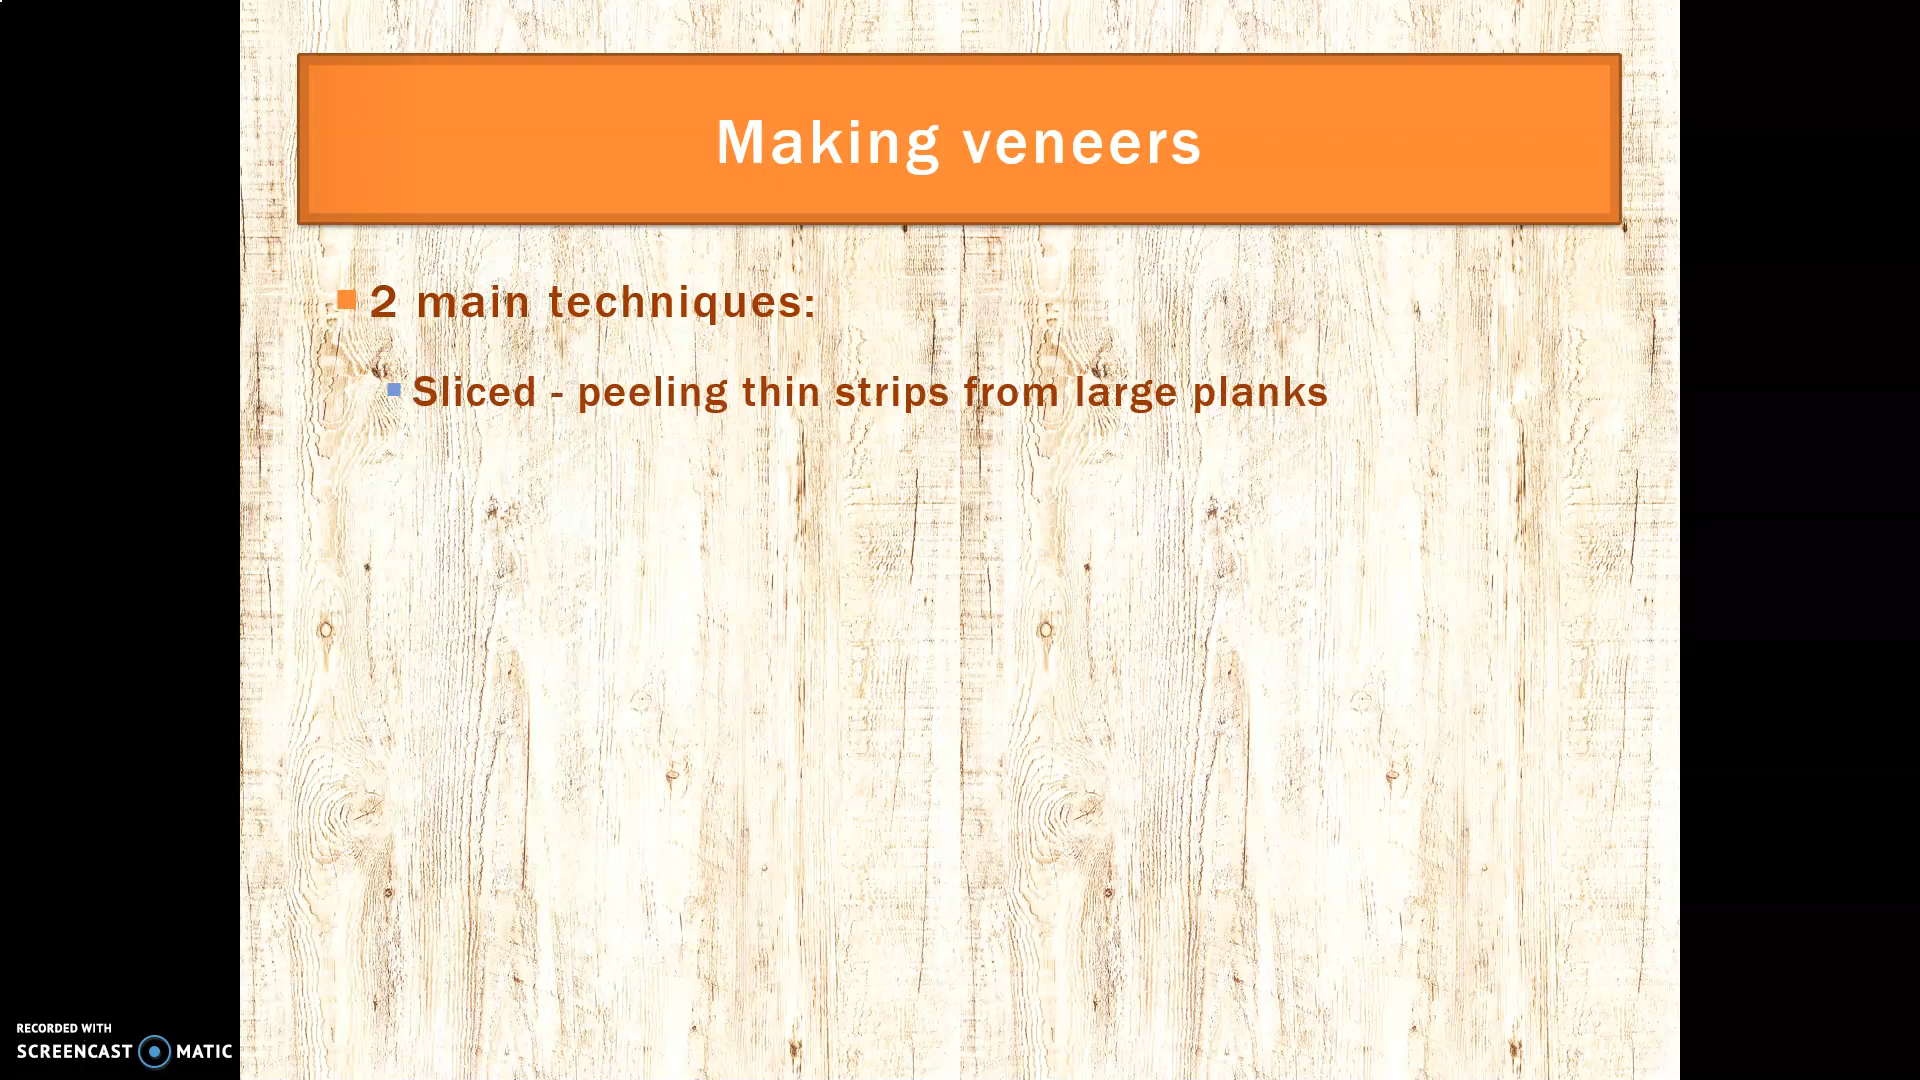 Making veneers
2 main techniques:
Sliced - peeling thin strips from large planks
RECORDED WITH
SCREENCAST MATIC